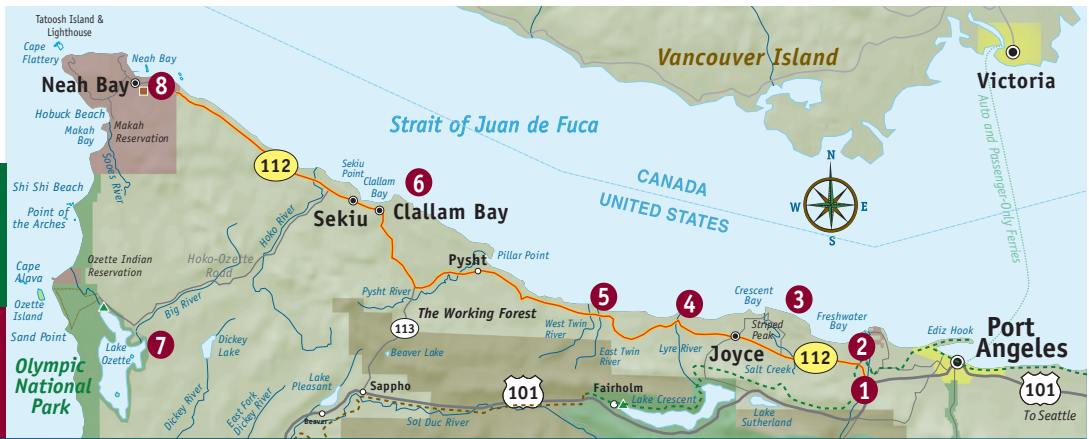 Tatoosh Island &
Lighthouse
Cape
Flattery
Neah Bay
Neah Bay
8
Hobuck Beach
Makah
Bay
Makah
Reservation
Sooes River
Shi Shi Beach
Point of
the Arches
Cape
Alava
Ozette Indian
Reservation
Ozette
Island
Sand Point
Olympic
National
Park
Lake
Ozette
7
Big River
Hoko-Ozette
Road
Hoko River
112
Sekiu
Point
Clallam
Bay
6
Sekiu
Clallam Bay
Strait of Juan de Fuca
Vancouver Island
Victoria
Auto and Passenger-Only Ferries
CANADA
UNITED STATES
N
W
E
S
Pysht
Pillar Point
Pysht River
113
The Working Forest
Beaver Lake
Dickey
Lake
Dickey River
East Fork
Dickey River
Lake
Pleasant
Beaver
Sappho
Sol Duc River
101
5
West Twin
River
East Twin
River
4
Lyre River
Crescent
Bay
3
Striped
Peak
Joyce
Salt Creek
112
Freshwater
Bay
2
1
Fairholm
Lake Crescent
Lake
Sutherland
Ediz Hook
Port
Angeles
101
To Seattle